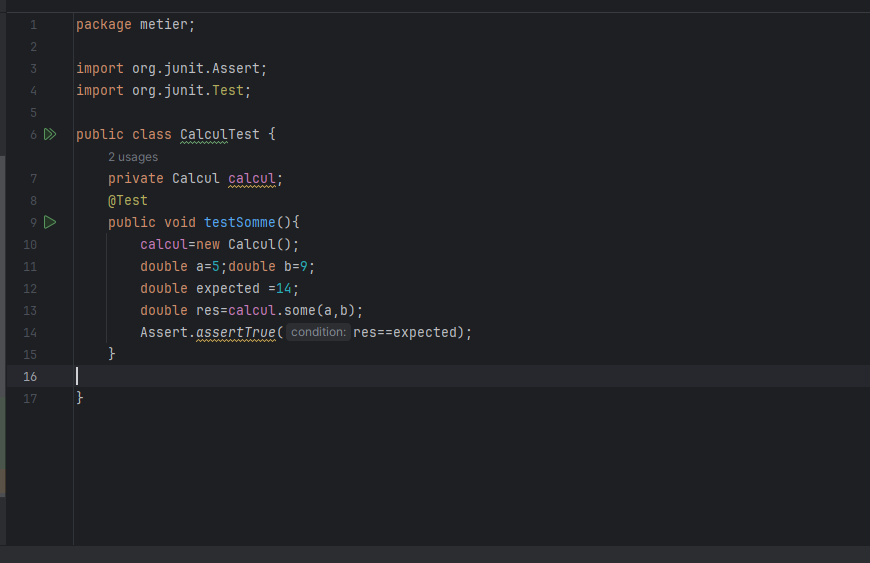 1 package metier;
2
3 import org.junit.Assert;
4 import org.junit.Test;
5
6 public class CalculTest {
2 usages
7 private Calcul calcul;
8 @Test
9 public void testSomme(){
10 calcul=new Calcul();
11 double a=5;double b=9;
12 double expected =14;
13 double res=calcul.some(a,b);
14 Assert.assertTrue( condition: res==expected);
15 }
16
17 }